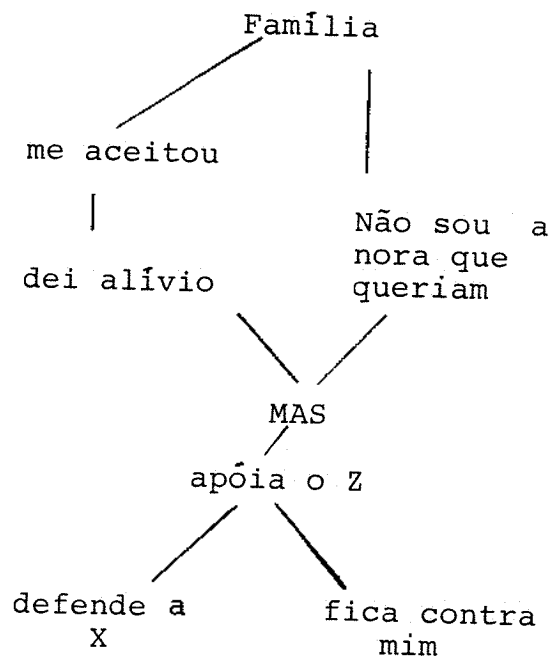 Família
me aceitou
Não sou a
nora que
queriam
dei alívio
MAS
apóia o Z
defende a
X
fica contra
mim